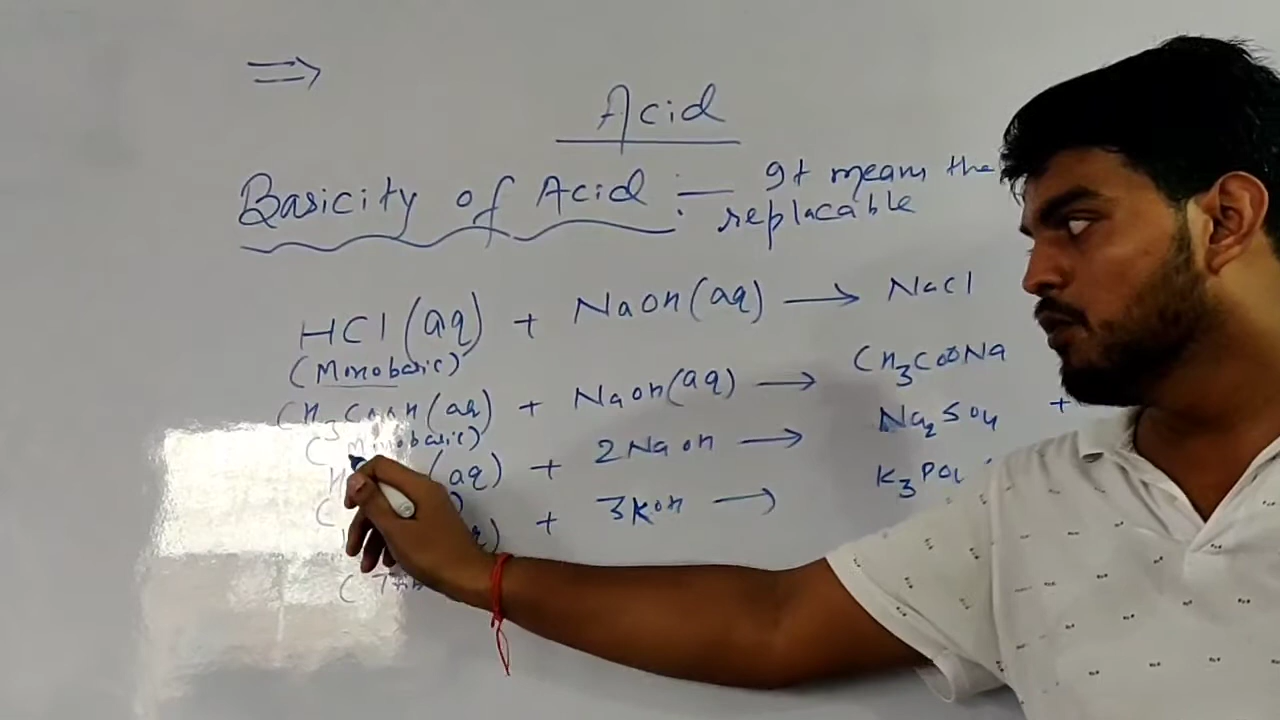 ⇒
Acid
Basicity of Acid :— It means the
replacable
HCl (aq) + NaOH (aq) ⟶ NaCl
(Monobasic)
CH3COOH (aq) + NaOH (aq) ⟶ CH3COONa
(Monobasic) Na2SO4 +
(aq) + 2NaOH ⟶
+ 3KOH ⟶ K3PO4